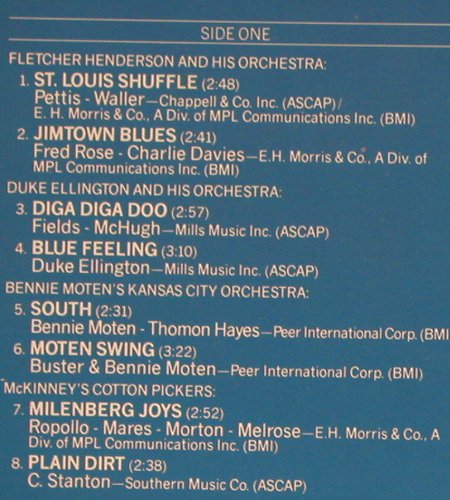 SIDE ONE
FLETCHER HENDERSON AND HIS ORCHESTRA:
1. ST. LOUIS SHUFFLE (2:48)
Pettis - Waller—Chappell & Co. Inc. (ASCAP)/
E. H. Morris & Co., A Div. of MPL Communications Inc. (BMI)
2. JIMTOWN BLUES (2:41)
Fred Rose - Charlie Davies—E.H. Morris & Co., A Div. of
MPL Communications Inc. (BMI)
DUKE ELLINGTON AND HIS ORCHESTRA:
3. DIGA DIGA DOO (2:57)
Fields - McHugh—Mills Music Inc. (ASCAP)
4. BLUE FEELING (3:10)
Duke Ellington—Mills Music Inc. (ASCAP)
BENNIE MOTEN'S KANSAS CITY ORCHESTRA:
5. SOUTH (2:31)
Bennie Moten - Thomon Hayes—Peer International Corp. (BMI
6. MOTEN SWING (3:22)
Buster & Bennie Moten—Peer International Corp. (BMI)
McKINNEY'S COTTON PICKERS:
7. MILENBERG JOYS (2:52)
Ropollo - Mares - Morton - Melrose—E.H. Morris & Co., A
Div. of MPL Communications Inc. (BMI)
8. PLAIN DIRT (2:38)
C. Stanton—Southern Music Co. (ASCAP)